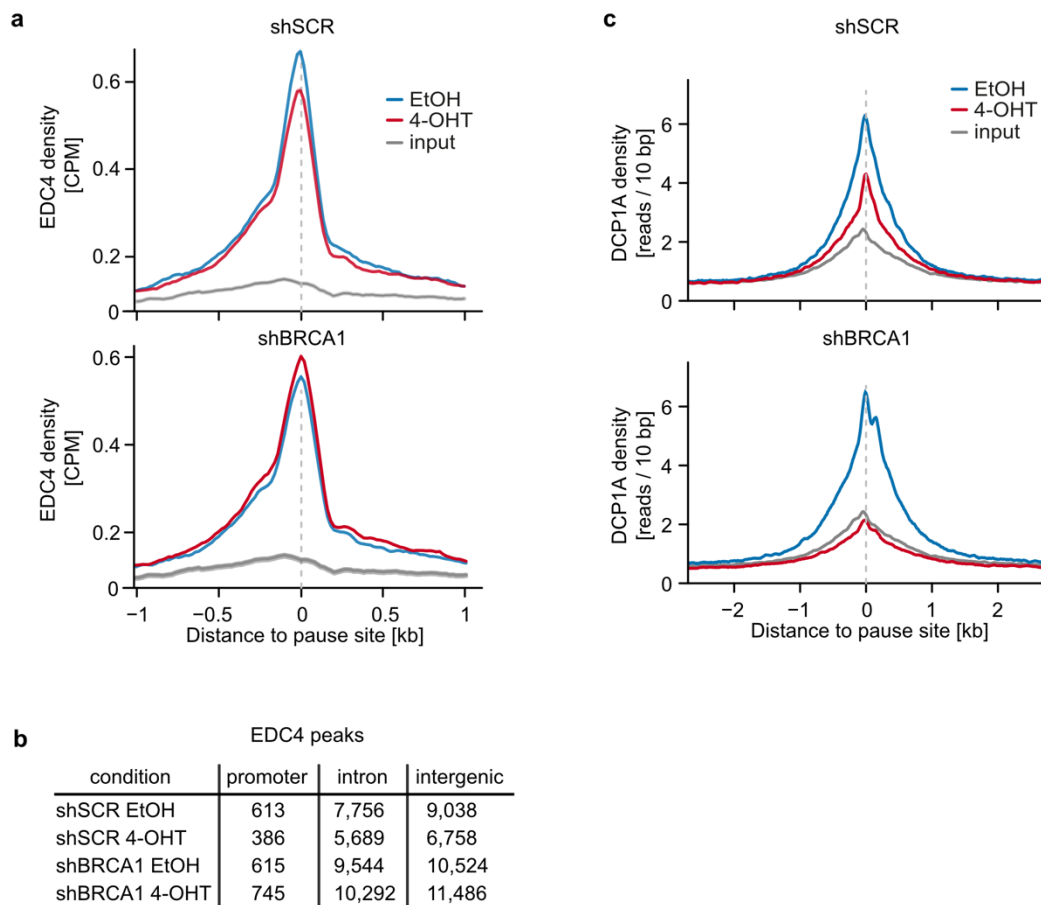 a
shSCR
EDC4 density
[CPM]
0.6
0.4
0.2
0
EtOH
4-OHT
input
shBRCA1
EDC4 density
[CPM]
0.6
0.4
0.2
0
−1
−0.5
0
0.5
1
Distance to pause site [kb]
c
shSCR
DCP1A density
[reads / 10 bp]
6
4
2
0
EtOH
4-OHT
input
shBRCA1
DCP1A density
[reads / 10 bp]
6
4
2
0
−2
−1
0
1
2
Distance to pause site [kb]
b
EDC4 peaks
condition promoter intron intergenic
shSCR EtOH 613 7,756 9,038
shSCR 4-OHT 386 5,689 6,758
shBRCA1 EtOH 615 9,544 10,524
shBRCA1 4-OHT 745 10,292 11,486